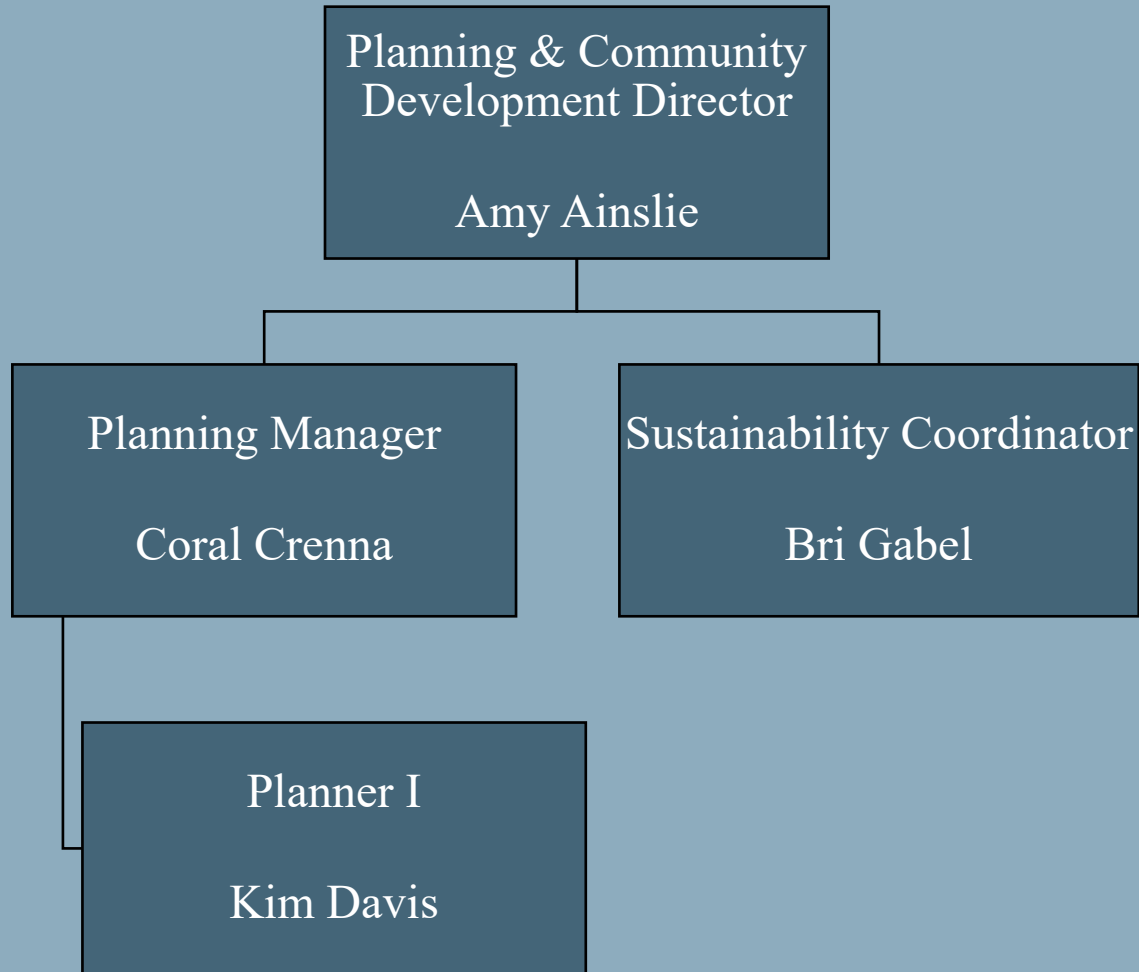 Planning & Community
Development Director
Amy Ainslie
Planning Manager
Coral Crenna
Sustainability Coordinator
Bri Gabel
Planner I
Kim Davis